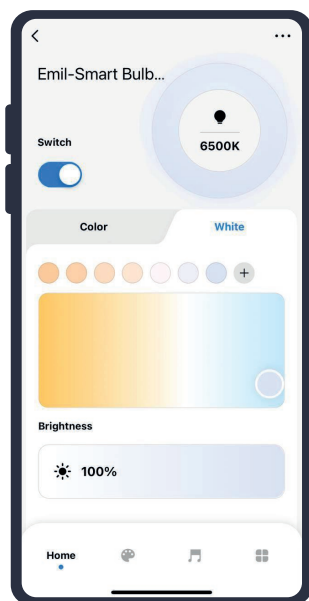 Emil-Smart Bulb...
6500K
Switch
Color White
Brightness
100%
Home